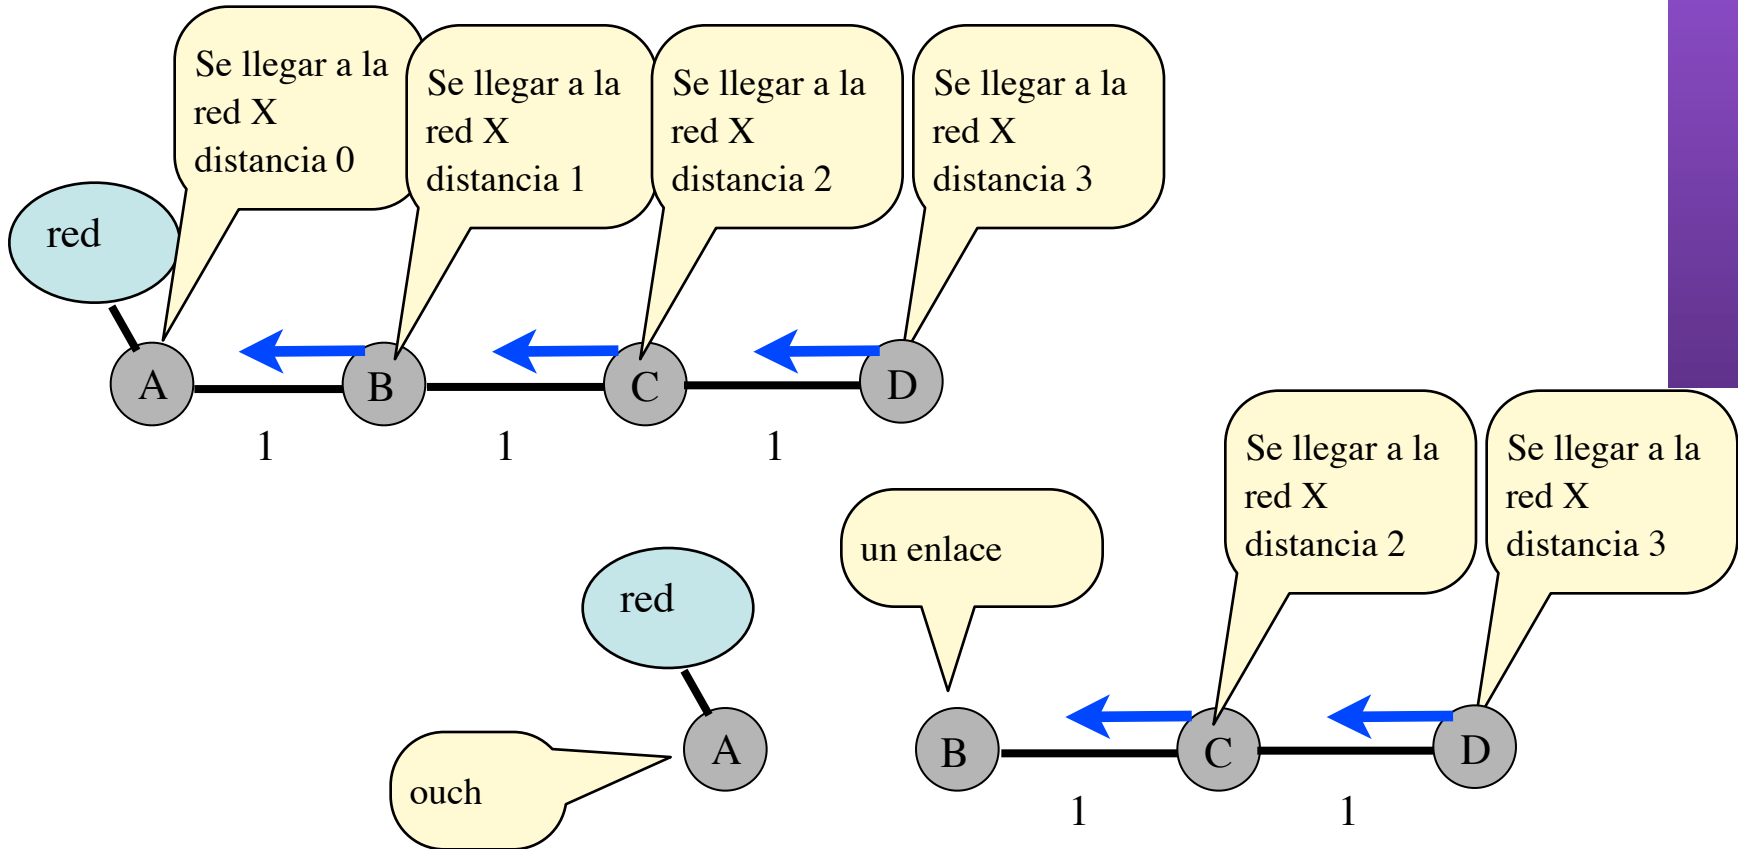 Se llegar a la
red X
distancia 0
Se llegar a la
red X
distancia 1
Se llegar a la
red X
distancia 2
Se llegar a la
red X
distancia 3
red
A
B
C
D
1
1
1
Se llegar a la
red X
distancia 2
Se llegar a la
red X
distancia 3
un enlace
red
A
B
C
D
ouch
1
1